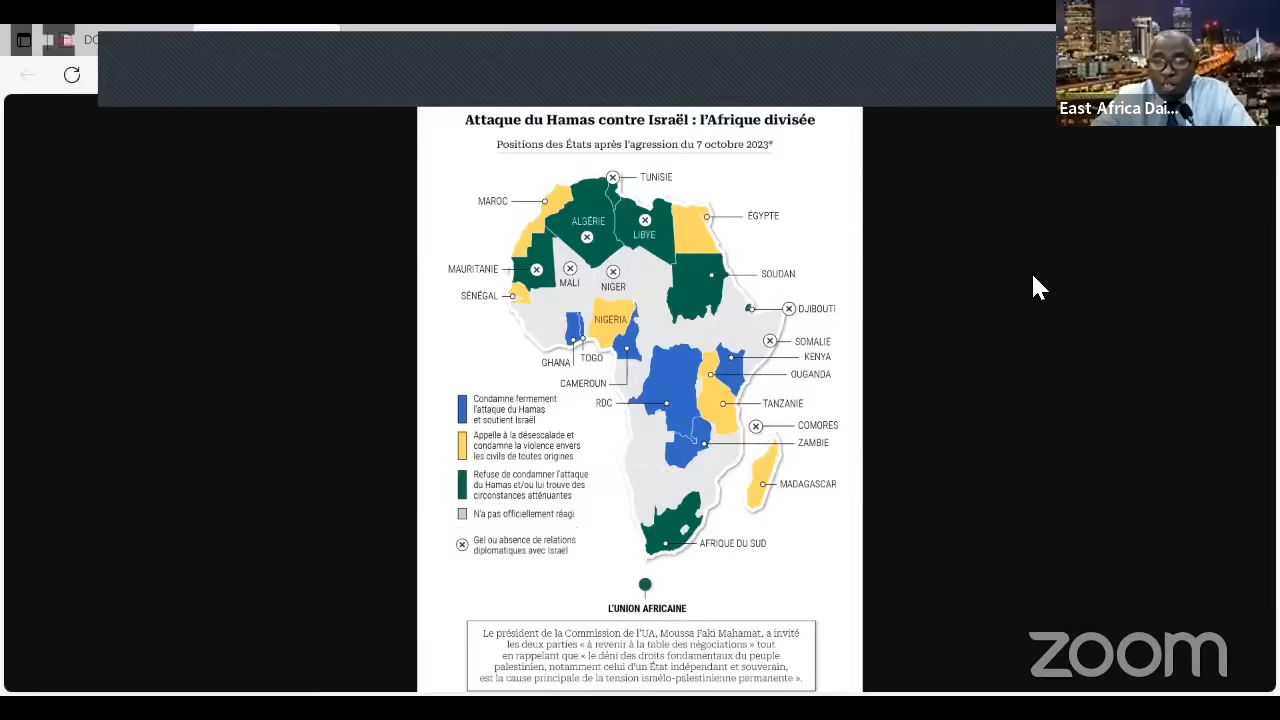 DC
East Africa Dai...
Attaque du Hamas contre Israël : l'Afrique divisée
Positions des États après l'agression du 7 octobre 2023*
TUNISIE
MAROC
ALGÉRIE
LIBYE
ÉGYPTE
MAURITANIE
MALI
NIGER
SOUDAN
SÉNÉGAL
NIGERIA
DJIBOUTI
SOMALIE
GHANA
TOGO
KENYA
CAMEROUN
OUGANDA
RDC
TANZANIE
COMORES
ZAMBIE
MADAGASCAR
AFRIQUE DU SUD
Condamne fermement
l'attaque du Hamas
et soutient Israël
Appelle à la désescalade et
condamne la violence envers
les civils de toutes origines
Refuse de condamner l'attaque
du Hamas et/ou lui trouve des
circonstances atténuantes
N'a pas officiellement réagi
Gel ou absence de relations
diplomatiques avec Israël
L'UNION AFRICAINE
Le président de la Commission de l'UA, Moussa Faki Mahamat, a invité
les deux parties « à revenir à la table des négociations » tout
en rappelant que « le déni des droits fondamentaux du peuple
palestinien, notamment celui d'un État indépendant et souverain,
est la cause principale de la tension israélo-palestinienne permanente ».
zoom